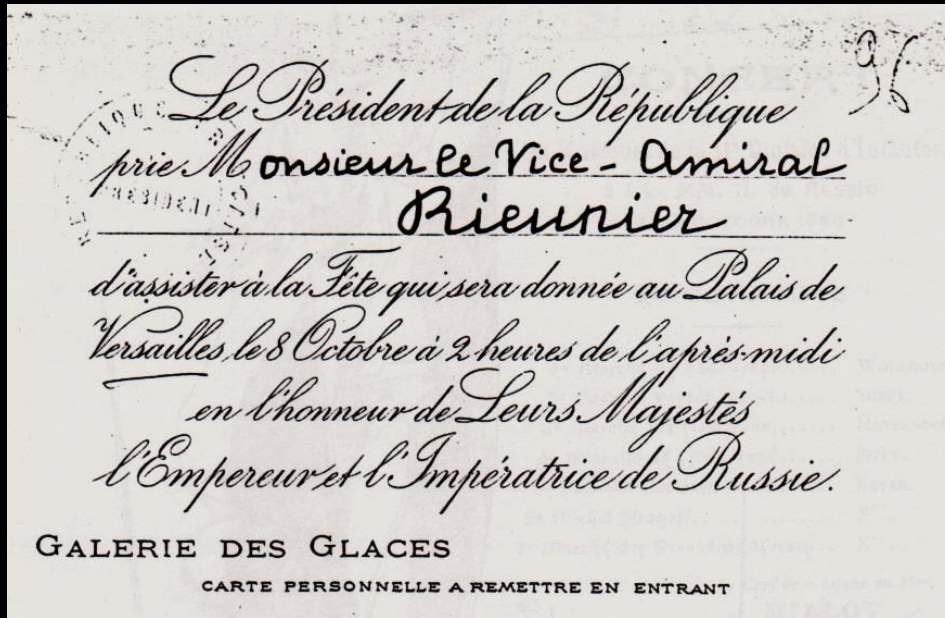 96
Le Président de la République
prie Monsieur le Vice-Amiral
Rieunier
d'assister à la Fête qui sera donnée au Palais de
Versailles, le 8 Octobre à 2 heures de l'après-midi
en l'honneur de Leurs Majestés
l'Empereur et l'Impératrice de Russie.
GALERIE DES GLACES
CARTE PERSONNELLE A REMETTRE EN ENTRANT